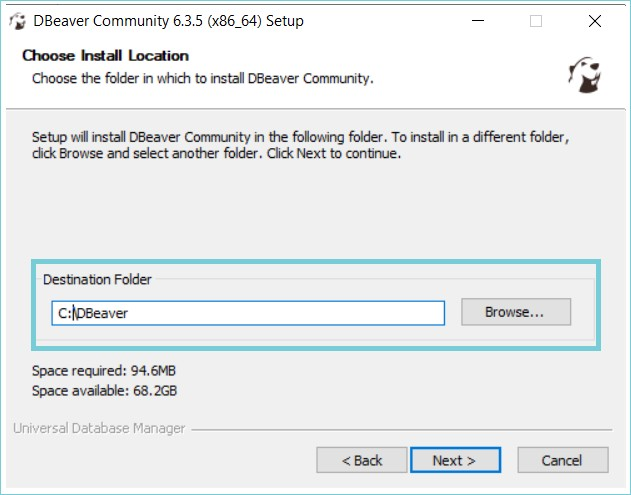 DBeaver Community 6.3.5 (x86_64) Setup
Choose Install Location
Choose the folder in which to install DBeaver Community.
Setup will install DBeaver Community in the following folder. To install in a different folder,
click Browse and select another folder. Click Next to continue.
Destination Folder
C:\DBeaver
Browse...
Space required: 94.6MB
Space available: 68.2GB
Universal Database Manager
< Back
Next >
Cancel